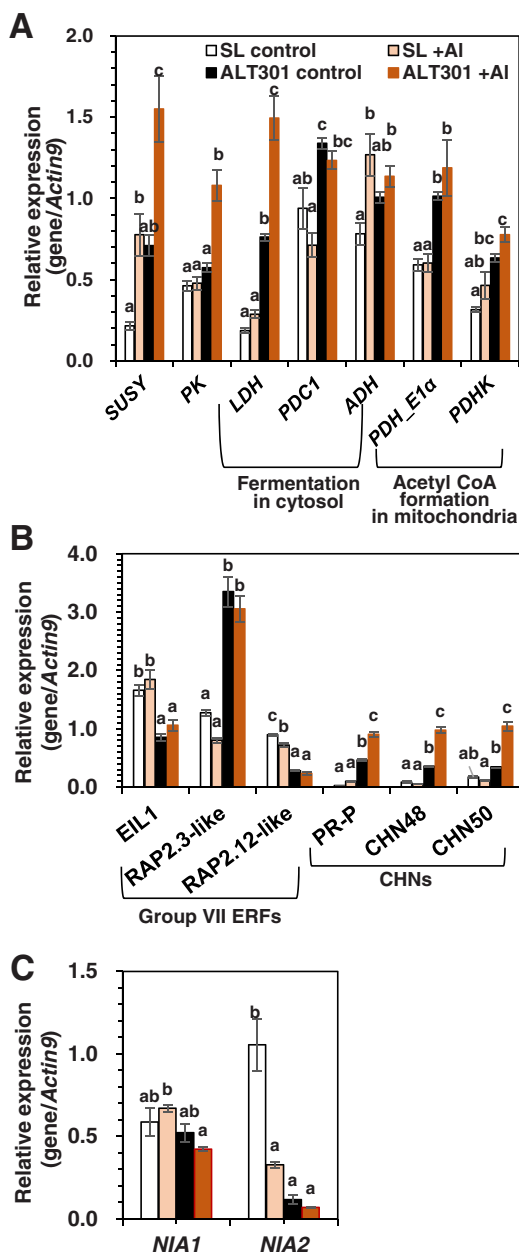 A
2.0
SL control
SL +Al
ALT301 control
ALT301 +Al
c
c
1.5
c
bc
b
b
b
b
ab
ab
b
b
a
1.0
b
ab
a
a
c
bc
a
aa
aa
ab
0.5
a
a
a
a
0.0
Relative expression
(gene/Actin9)
SUSY
PK
LDH
PDC1
ADH
PDH_E1α
PDHK
Fermentation
in cytosol
Acetyl CoA
formation
in mitochondria
B
4.0
b
b
3.0
2.0
b
b
a
a
a
a
c
b
a
a
1.0
c
c
c
b
b
ab
b
a
a
a
a
a
0.0
Relative expression
(gene/Actin9)
EIL1
RAP2.3-like
RAP2.12-like
PR-P
CHN48
CHN50
Group VII ERFs
CHNs
C
1.5
b
1.0
ab
b
ab
a
0.5
a
a
a
0.0
Relative expression
(gene/Actin9)
NIA1
NIA2